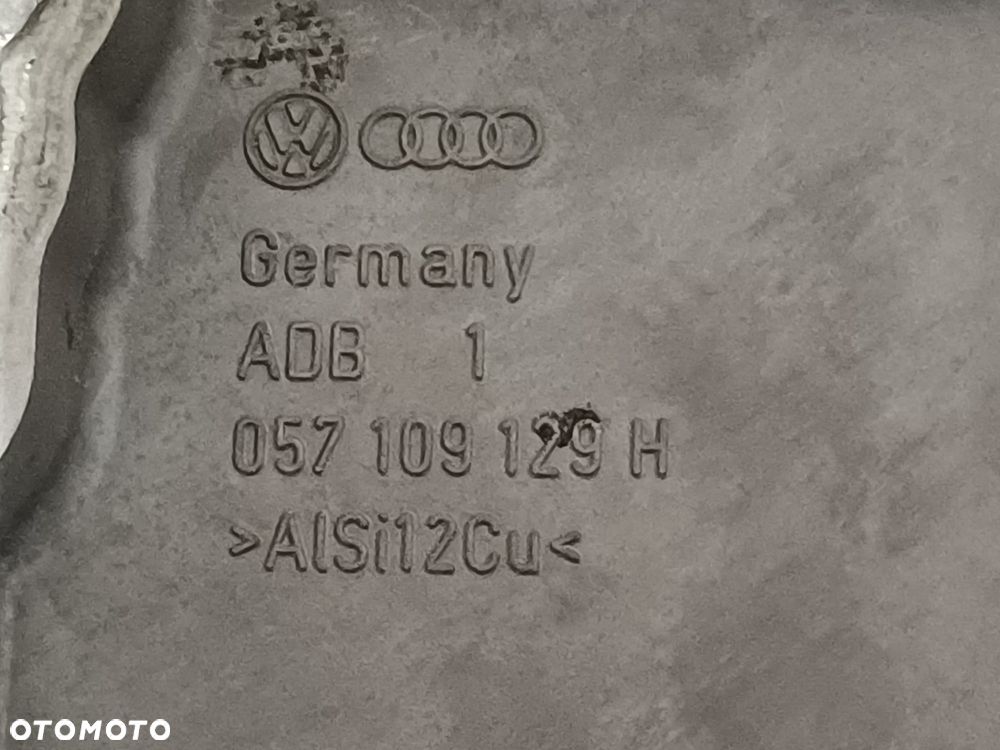 Germany
ADB 1
057 109 129 H
>AlSi12Cu<
OTOMOTO